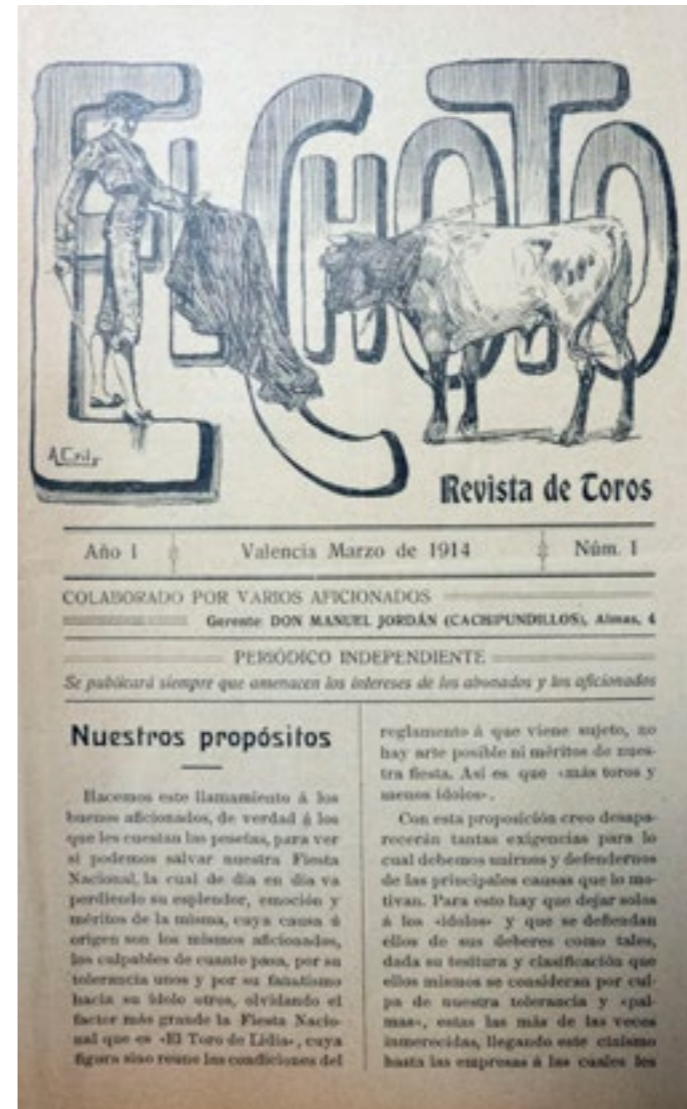 EL CHOTO
Revista de Toros
Año I
Valencia Marzo de 1914
Núm. 1
COLABORADO POR VARIOS AFICIONADOS
Gerente DON MANUEL JORDÁN (CACHIPUNDILLOS), Almas, 4
PERIÓDICO INDEPENDIENTE
Se publicará siempre que amenacen los intereses de los abonados y los aficionados
Nuestros propósitos
Hacemos este llamamiento á los
buenos aficionados, de verdad á los
que les cuestan las pesetas, para ver
si podemos salvar nuestra Fiesta
Nacional, la cual de día en día va
perdiendo su esplendor, emoción y
méritos de la misma, cuya causa ú
origen son los mismos aficionados,
los culpables de cuanto pasa, por su
tolerancia unos y por su fanatismo
hacia su ídolo otros, olvidando el
factor más grande la Fiesta Nacio-
nal que es «El Toro de Lidia», cuya
figura sino reune las condiciones del
reglamento á que viene sujeto, no
hay arte posible ni méritos de nues-
tra fiesta. Así es que «más toros y
menos ídolos».
Con esta proposición creo desapa-
recerán tantas exigencias para lo
cual debemos unirnos y defendernos
de las principales causas que lo mo-
tivan. Para esto hay que dejar solos
á los «ídolos» y que se defiendan
ellos de sus deberes como tales,
dada su tesitura y clasificación que
ellos mismos se consideran por cul-
pa de nuestra tolerancia y «pal-
mas», estas las más de las veces
inmerecidas, llegando este cinismo
hasta las empresas á las cuales les